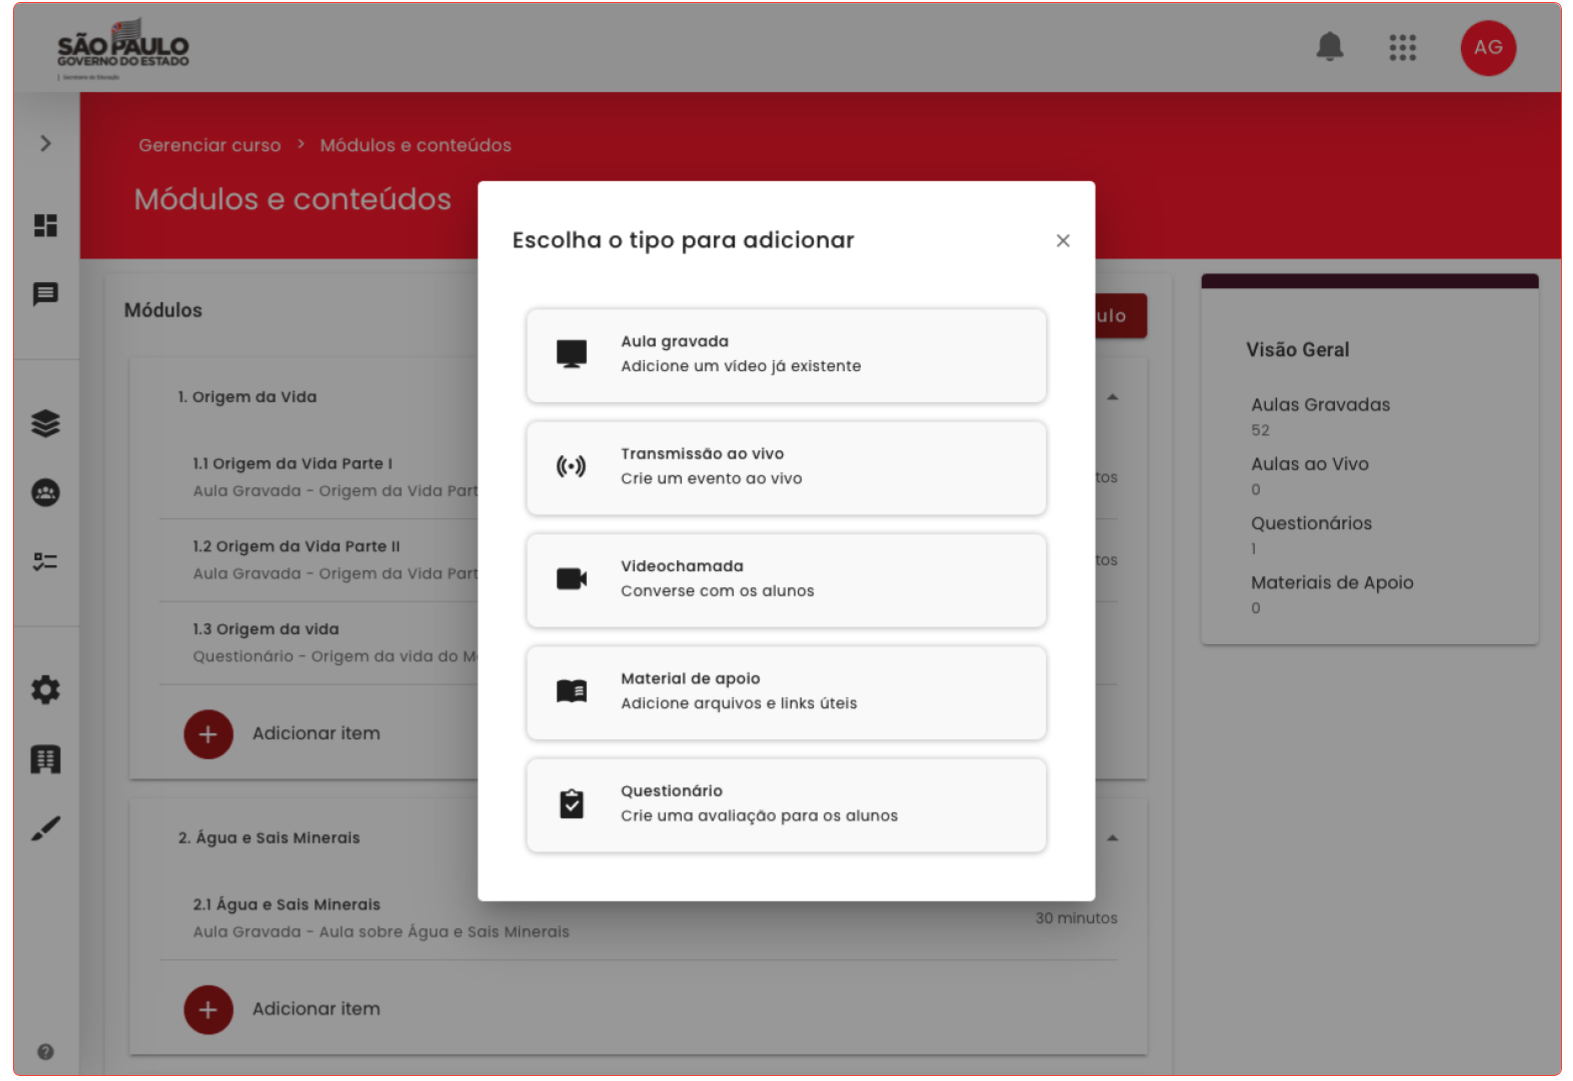 SÃO PAULO
GOVERNO DO ESTADO
Secretaria da Educação
AG
Gerenciar curso > Módulos e conteúdos
Módulos e conteúdos
Escolha o tipo para adicionar
Aula gravada
Adicione um vídeo já existente
Transmissão ao vivo
Crie um evento ao vivo
Videochamada
Converse com os alunos
Material de apoio
Adicione arquivos e links úteis
Questionário
Crie uma avaliação para os alunos
Módulos
ulo
1. Origem da Vida
1.1 Origem da Vida Parte I
Aula Gravada - Origem da Vida Part
tos
1.2 Origem da Vida Parte II
Aula Gravada - Origem da Vida Part
tos
1.3 Origem da vida
Questionário - Origem da vida do M
+ Adicionar item
2. Água e Sais Minerais
2.1 Água e Sais Minerais
Aula Gravada - Aula sobre Água e Sais Minerais
30 minutos
+ Adicionar item
Visão Geral
Aulas Gravadas
52
Aulas ao Vivo
0
Questionários
1
Materiais de Apoio
0